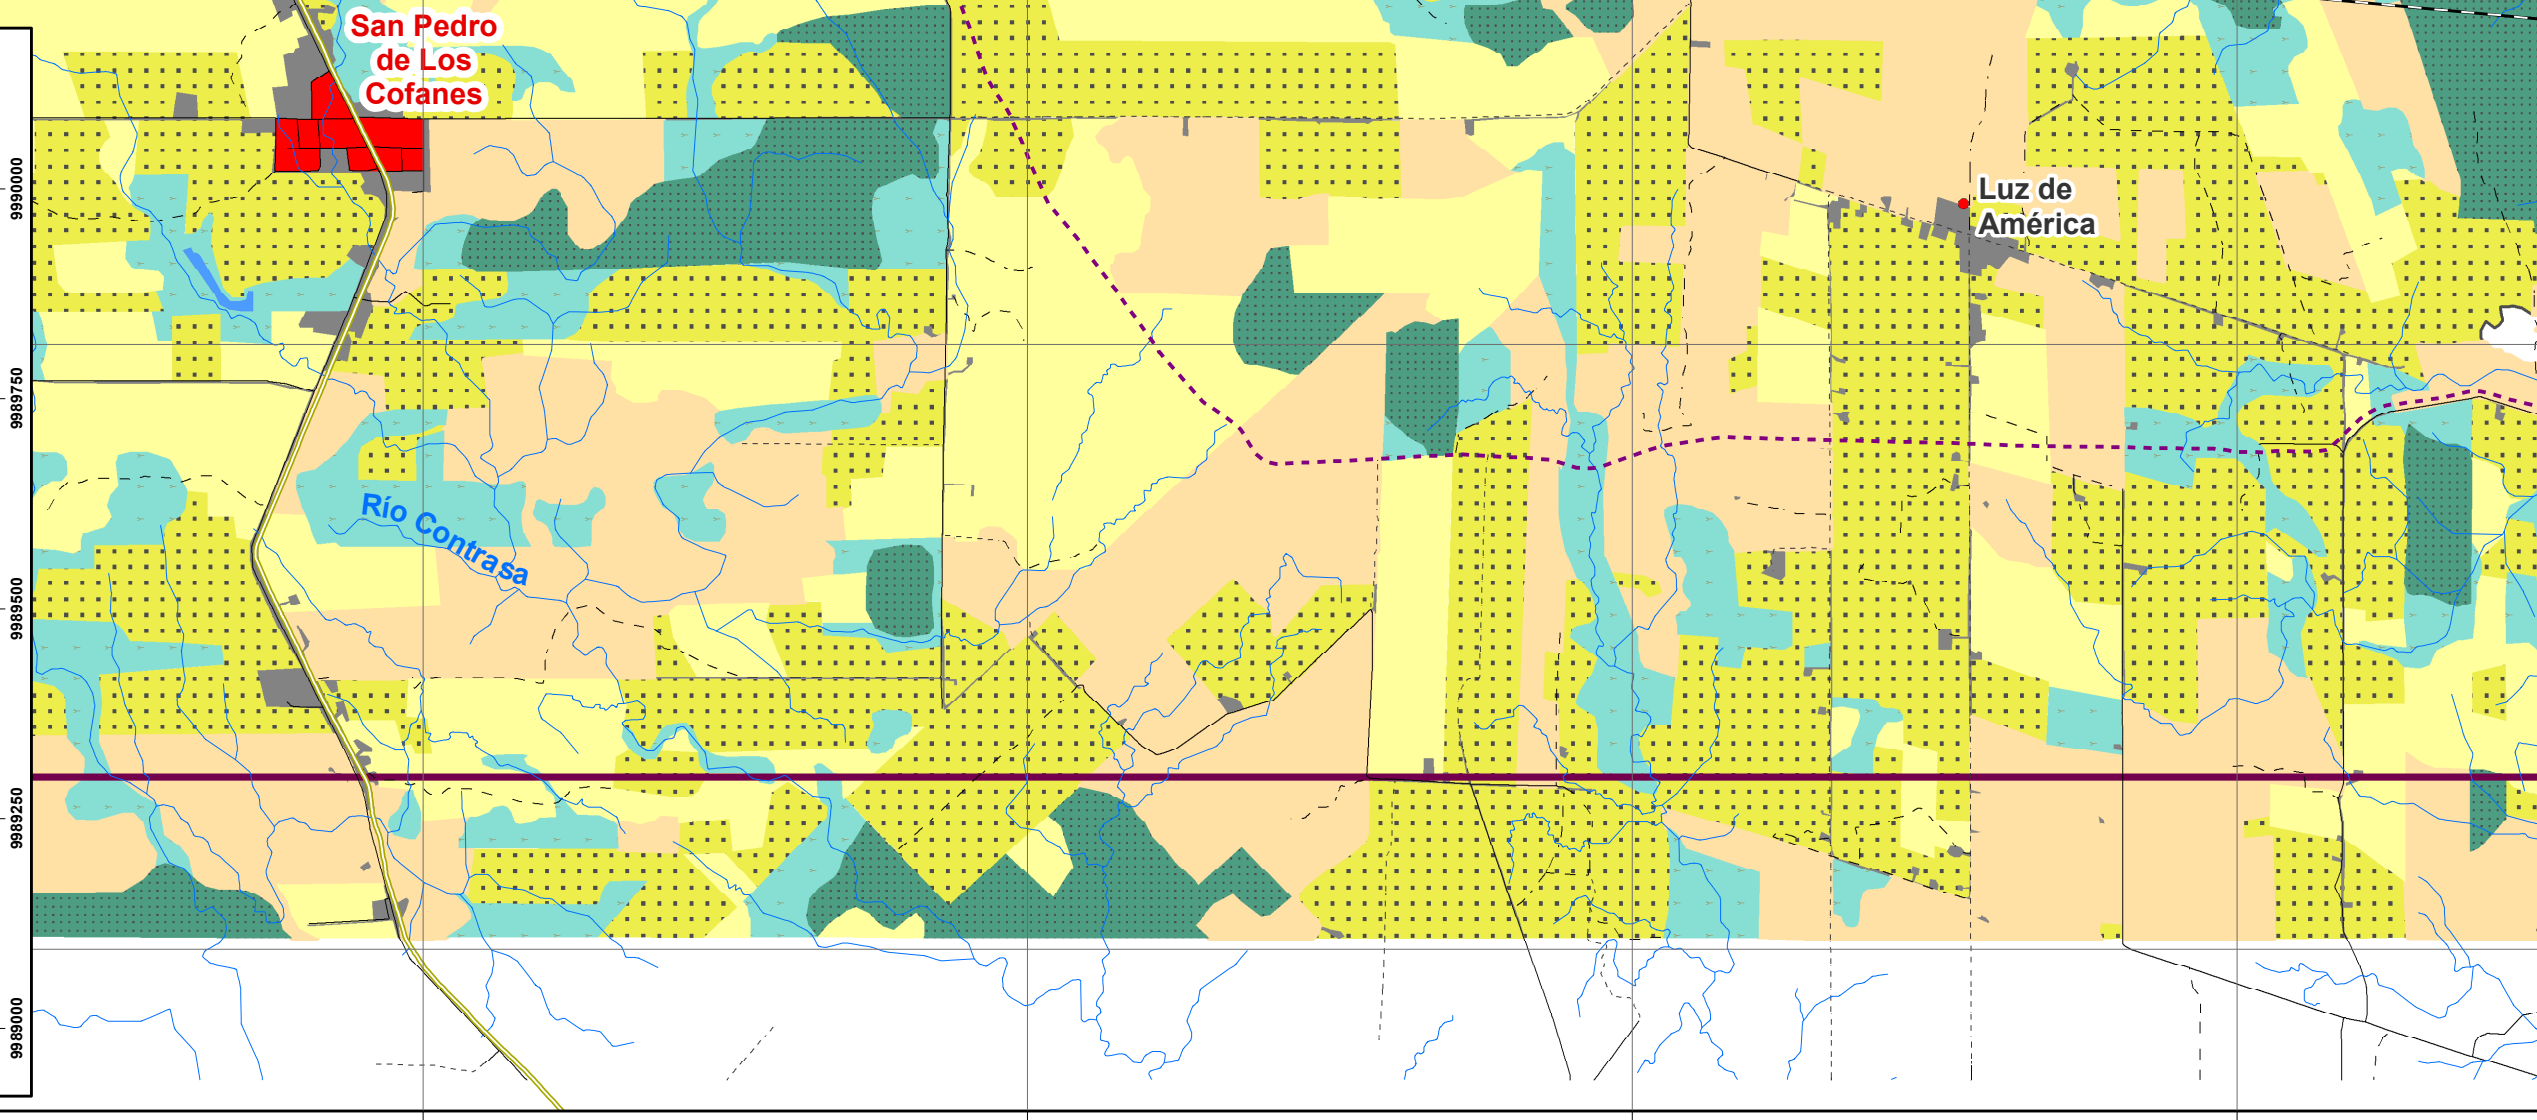 San Pedro
de Los
Cofanes
Luz de
América
Río Contrasa
9990000
9989750
9989500
9989250
9989000